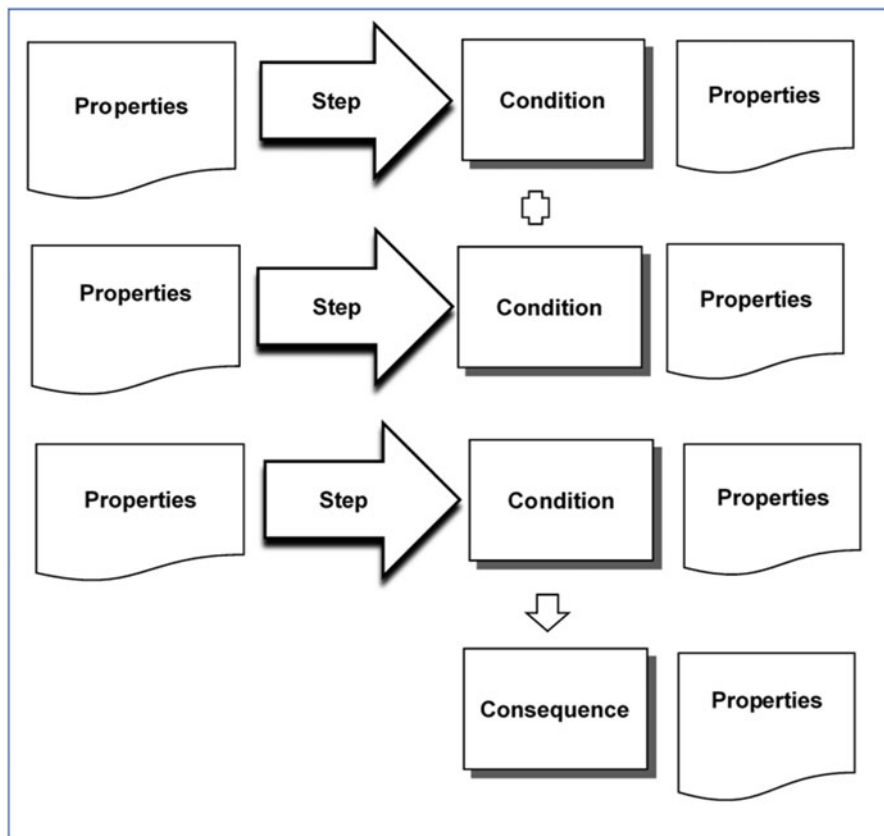 Properties
Step
Condition
Properties
Properties
Step
Condition
Properties
Properties
Step
Condition
Properties
Consequence
Properties